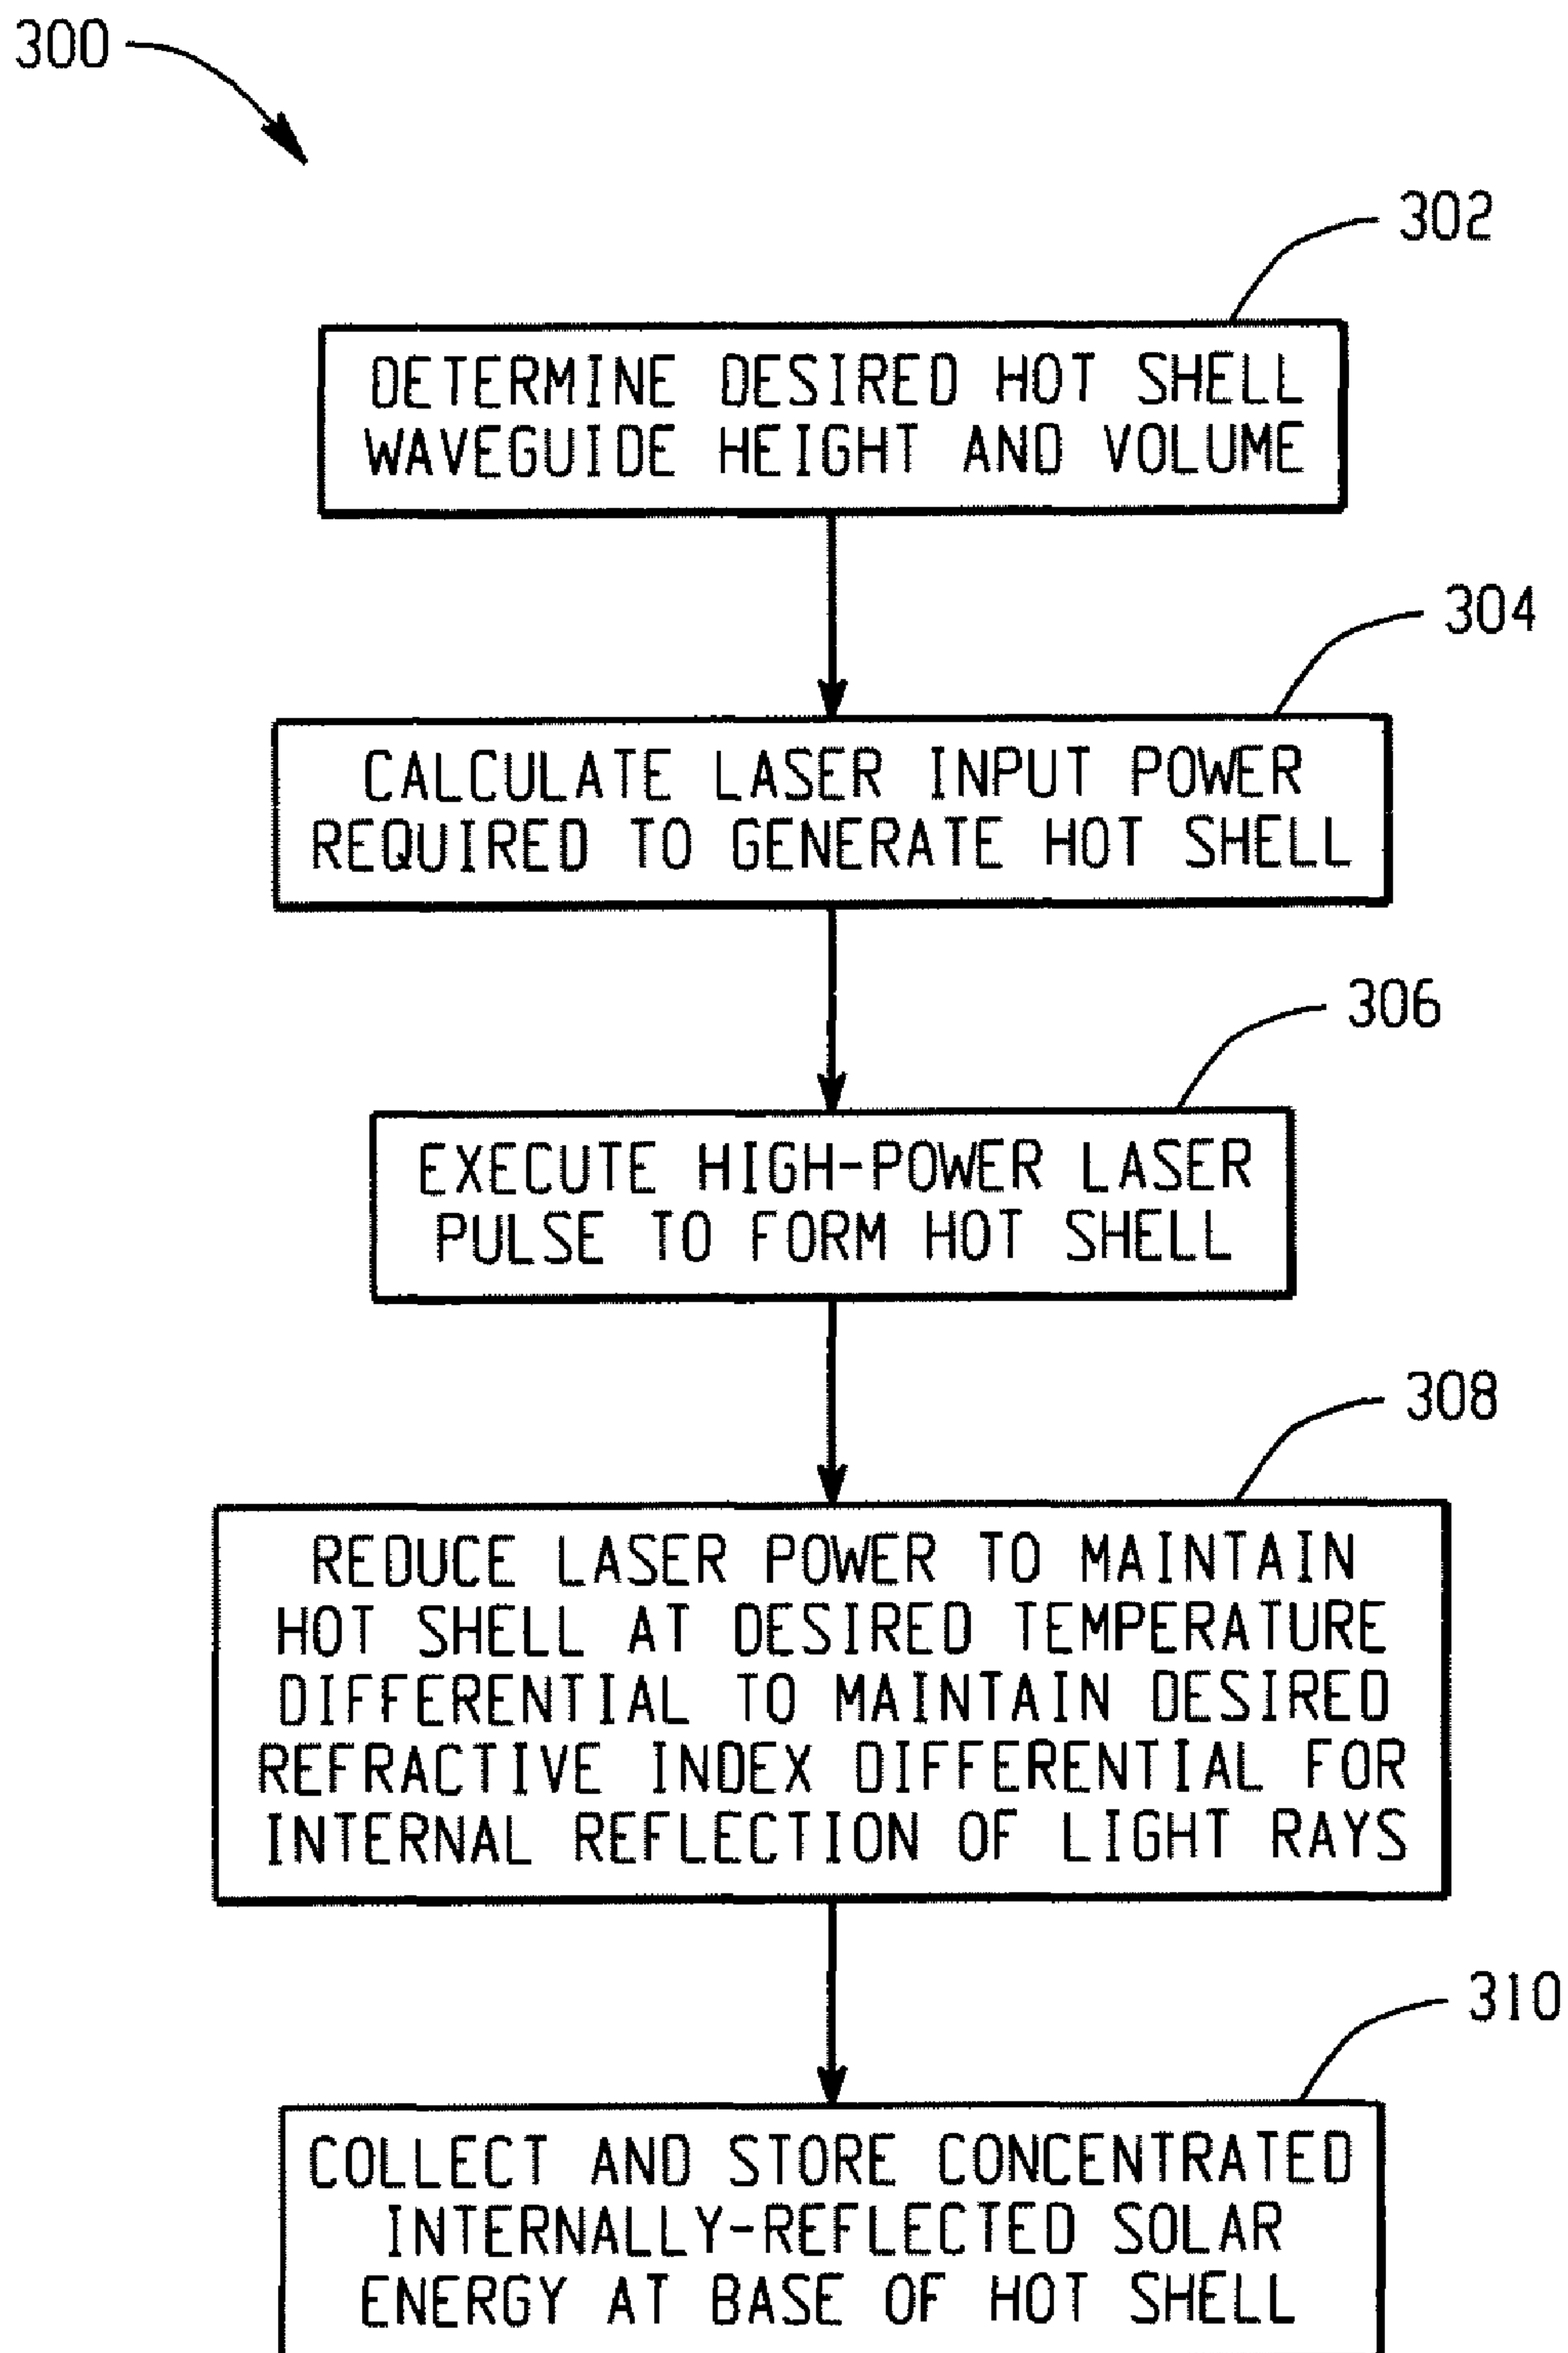 300
302
DETERMINE DESIRED HOT SHELL
WAVEGUIDE HEIGHT AND VOLUME
304
CALCULATE LASER INPUT POWER
REQUIRED TO GENERATE HOT SHELL
306
EXECUTE HIGH-POWER LASER
PULSE TO FORM HOT SHELL
308
REDUCE LASER POWER TO MAINTAIN
HOT SHELL AT DESIRED TEMPERATURE
DIFFERENTIAL TO MAINTAIN DESIRED
REFRACTIVE INDEX DIFFERENTIAL FOR
INTERNAL REFLECTION OF LIGHT RAYS
310
COLLECT AND STORE CONCENTRATED
INTERNALLY-REFLECTED SOLAR
ENERGY AT BASE OF HOT SHELL